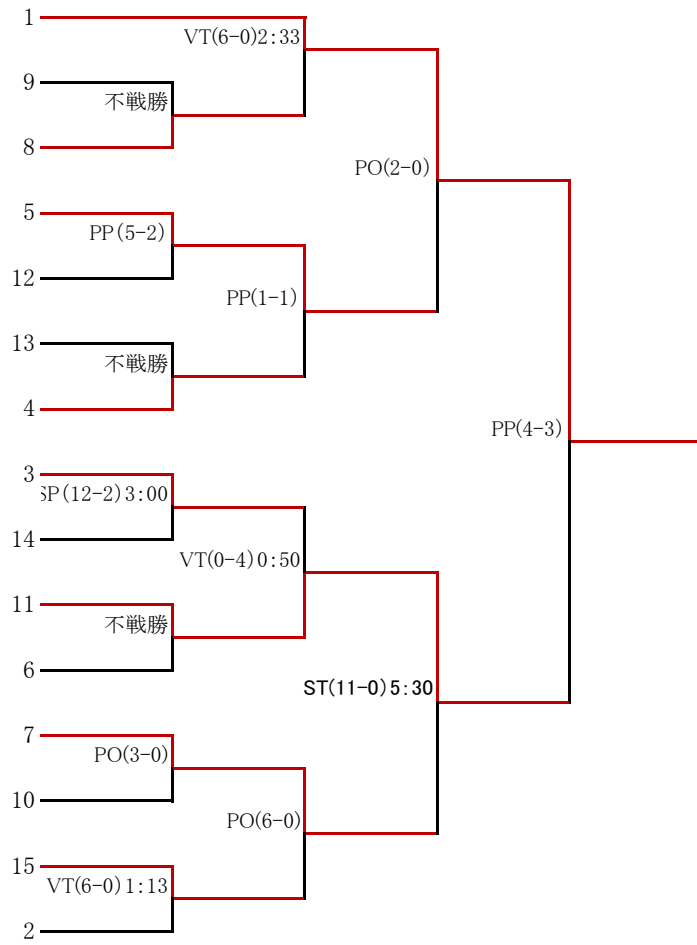 1
VT(6-0)2:33
9
不戦勝
8
PO(2-0)
5
PP(5-2)
12
PP(1-1)
13
不戦勝
4
PP(4-3)
3
SP(12-2)3:00
14
VT(0-4)0:50
11
不戦勝
6
ST(11-0)5:30
7
PO(3-0)
10
PO(6-0)
15
VT(6-0)1:13
2